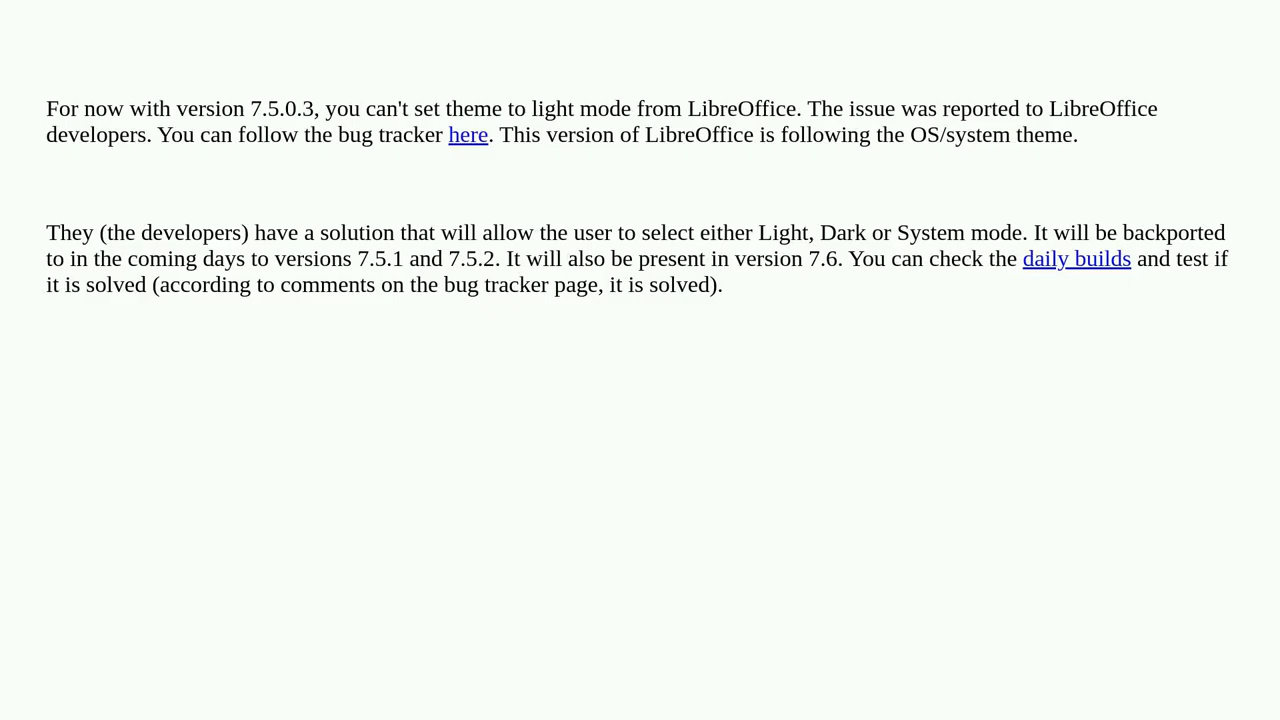 For now with version 7.5.0.3, you can't set theme to light mode from LibreOffice. The issue was reported to LibreOffice
developers. You can follow the bug tracker here. This version of LibreOffice is following the OS/system theme.
They (the developers) have a solution that will allow the user to select either Light, Dark or System mode. It will be backported
to in the coming days to versions 7.5.1 and 7.5.2. It will also be present in version 7.6. You can check the daily builds and test if
it is solved (according to comments on the bug tracker page, it is solved).